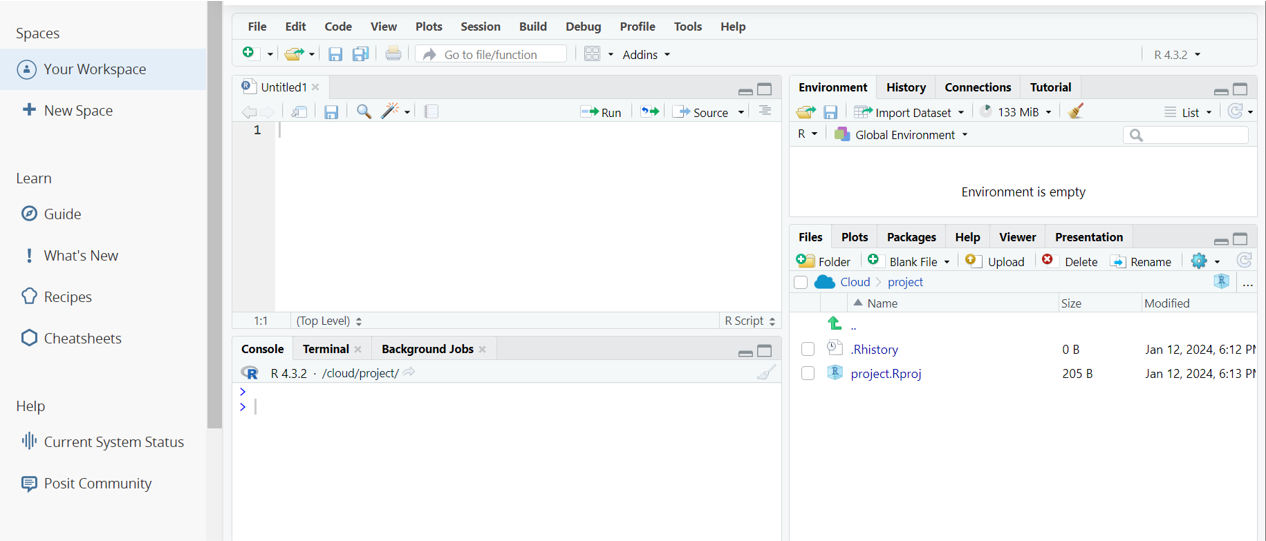 Spaces
Your Workspace
New Space
Learn
Guide
What's New
Recipes
Cheatsheets
Help
Current System Status
Posit Community
File Edit Code View Plots Session Build Debug Profile Tools Help
Go to file/function Addins R 4.3.2
Untitled1
Run Source
1
1:1 (Top Level) R Script
Console Terminal Background Jobs
R 4.3.2 · /cloud/project/
>
>
Environment History Connections Tutorial
Import Dataset 133 MiB List
R Global Environment
Environment is empty
Files Plots Packages Help Viewer Presentation
Folder Blank File Upload Delete Rename
Cloud project R ...
Name Size Modified
..
.Rhistory 0 B Jan 12, 2024, 6:12 PM
project.Rproj 205 B Jan 12, 2024, 6:13 PM